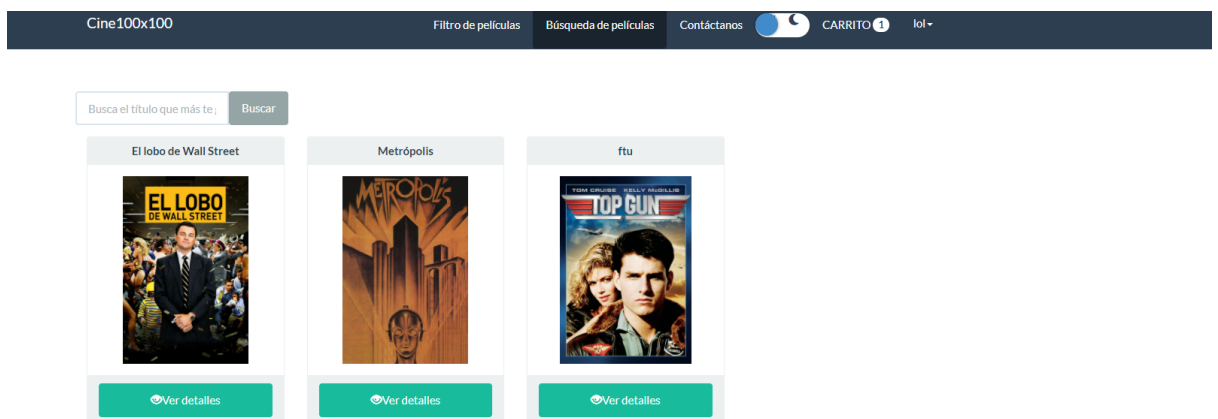 Cine100x100
Filtro de películas
Búsqueda de películas
Contáctanos
CARRITO 1
lol
Busca el título que más te
Buscar
El lobo de Wall Street
Metrópolis
ftu
EL LOBO
DE WALL STREET
METROPOLIS
TOM CRUISE KELLY McGILLIS
TOP GUN
Ver detalles
Ver detalles
Ver detalles